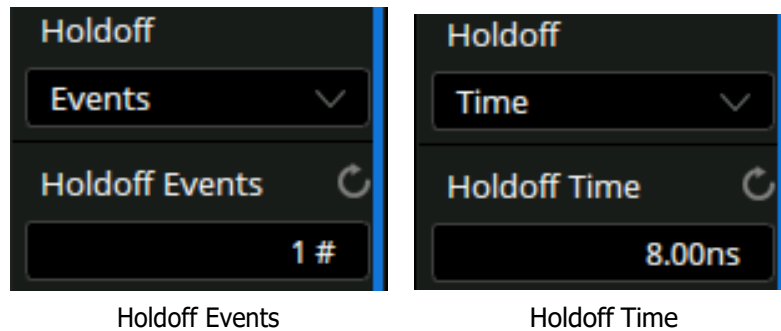 Holdoff
Events
Holdoff Events
1 #
Holdoff Events
Holdoff
Time
Holdoff Time
8.00ns
Holdoff Time